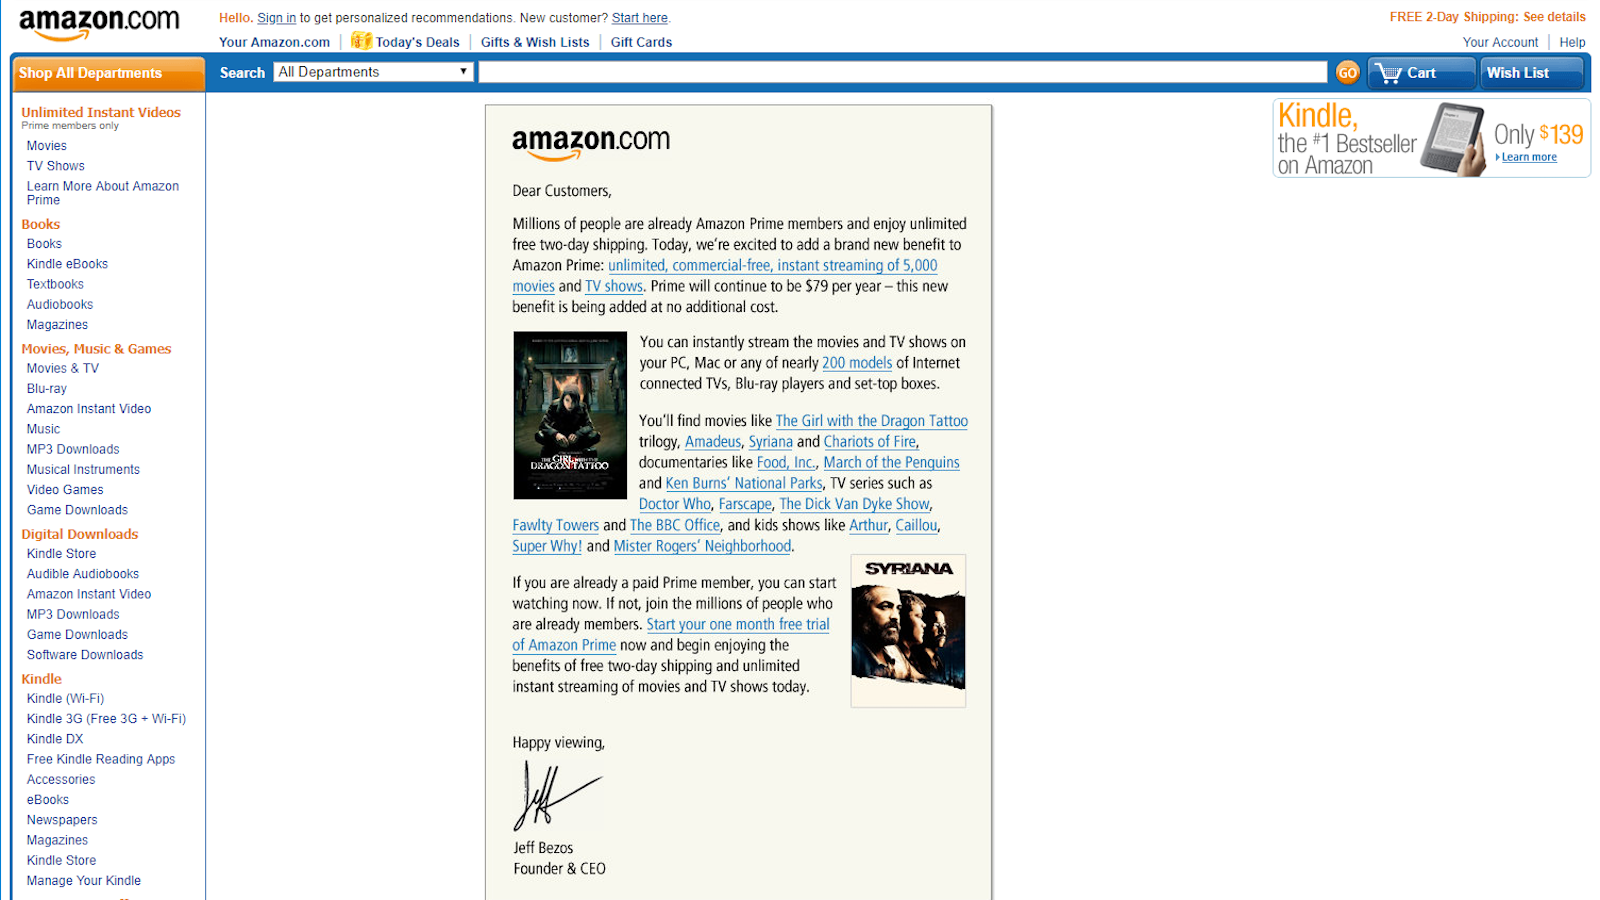 amazon.com
Hello. Sign in to get personalized recommendations. New customer? Start here.
FREE 2-Day Shipping: See details
Your Amazon.com
Today's Deals
Gifts & Wish Lists
Gift Cards
Your Account
Help
Shop All Departments
Search
All Departments
GO
Cart
Wish List
Unlimited Instant Videos
Prime members only
Movies
TV Shows
Learn More About Amazon
Prime
Books
Books
Kindle eBooks
Textbooks
Audiobooks
Magazines
Movies, Music & Games
Movies & TV
Blu-ray
Amazon Instant Video
Music
MP3 Downloads
Musical Instruments
Video Games
Game Downloads
Digital Downloads
Kindle Store
Audible Audiobooks
Amazon Instant Video
MP3 Downloads
Game Downloads
Software Downloads
Kindle
Kindle (Wi-Fi)
Kindle 3G (Free 3G + Wi-Fi)
Kindle DX
Free Kindle Reading Apps
Accessories
eBooks
Newspapers
Magazines
Kindle Store
Manage Your Kindle
amazon.com
Dear Customers,
Millions of people are already Amazon Prime members and enjoy unlimited
free two-day shipping. Today, we're excited to add a brand new benefit to
Amazon Prime: unlimited, commercial-free, instant streaming of 5,000
movies and TV shows. Prime will continue to be $79 per year – this new
benefit is being added at no additional cost.
THE GIRL WITH THE
DRAGON TATTOO
You can instantly stream the movies and TV shows on
your PC, Mac or any of nearly 200 models of Internet
connected TVs, Blu-ray players and set-top boxes.
You'll find movies like The Girl with the Dragon Tattoo
trilogy, Amadeus, Syriana and Chariots of Fire,
documentaries like Food, Inc., March of the Penguins
and Ken Burns' National Parks, TV series such as
Doctor Who, Farscape, The Dick Van Dyke Show,
Fawlty Towers and The BBC Office, and kids shows like Arthur, Caillou,
Super Why! and Mister Rogers' Neighborhood.
SYRIANA
If you are already a paid Prime member, you can start
watching now. If not, join the millions of people who
are already members. Start your one month free trial
of Amazon Prime now and begin enjoying the
benefits of free two-day shipping and unlimited
instant streaming of movies and TV shows today.
Happy viewing,
Jeff
Jeff Bezos
Founder & CEO
Kindle,
the #1 Bestseller
on Amazon
Only $139
Learn more